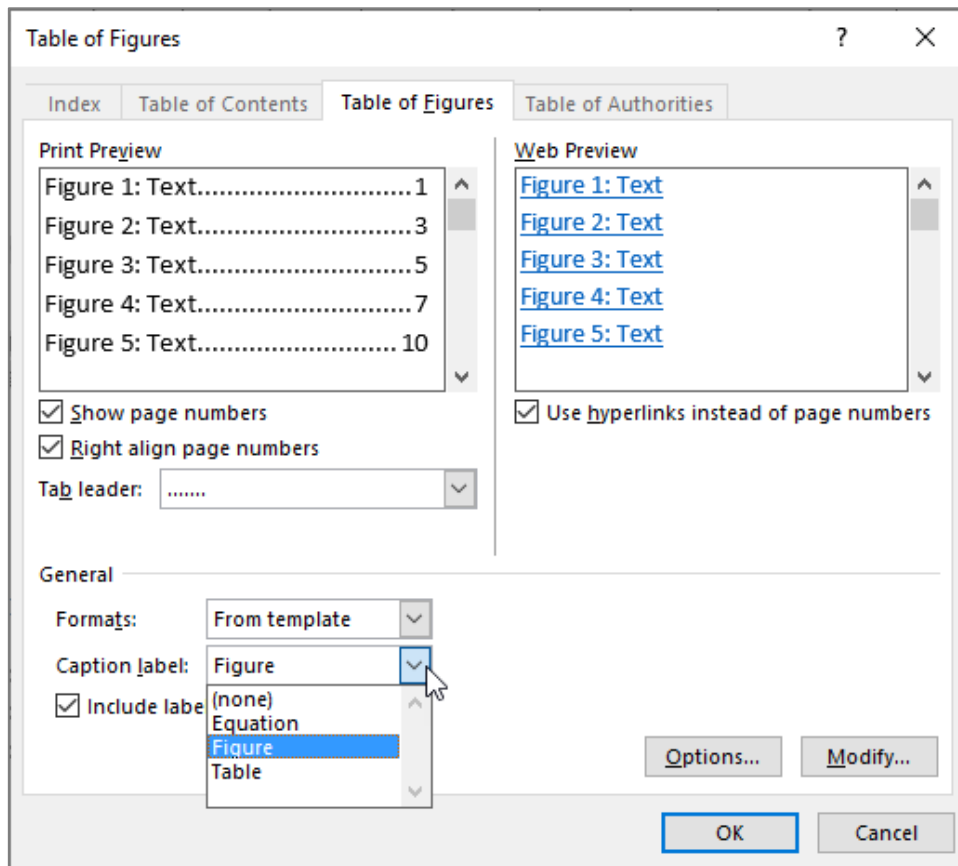 Table of Figures ? ×
Index Table of Contents Table of Figures Table of Authorities
Print Preview
Figure 1: Text....................................1
Figure 2: Text....................................3
Figure 3: Text....................................5
Figure 4: Text....................................7
Figure 5: Text.................................. 10
Show page numbers
Right align page numbers
Tab leader: .......
Web Preview
Figure 1: Text
Figure 2: Text
Figure 3: Text
Figure 4: Text
Figure 5: Text
Use hyperlinks instead of page numbers
General
Formats: From template
Caption label: Figure
Include labe
(none)
Equation
Figure
Table
Options... Modify...
OK Cancel